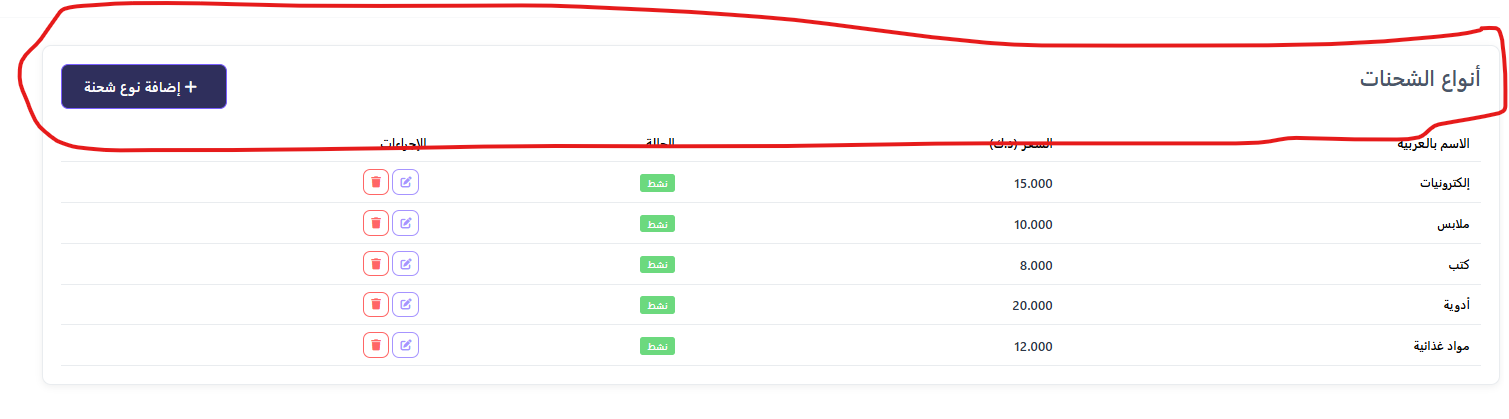 أنواع الشحنات
+ إضافة نوع شحنة
الاسم بالعربية السعر (د.ك) الحالة الإجراءات
إلكترونيات 15.000 نشط
ملابس 10.000 نشط
كتب 8.000 نشط
أدوية 20.000 نشط
مواد غذائية 12.000 نشط